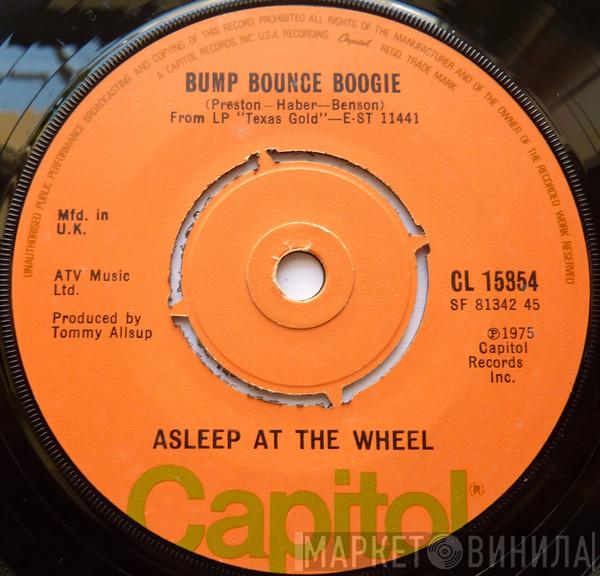 UNAUTHORISED PUBLIC PERFORMANCE BROADCASTING AND COPYING OF THIS RECORD PROHIBITED ALL RIGHTS OF THE MANUFACTURER AND OF THE OWNER OF THE RECORDED WORK RESERVED
A CAPITOL RECORDS, INC., U.S.A. RECORDING Capitol REGD. TRADE MARK
BUMP BOUNCE BOOGIE
(Preston—Haber—Benson)
From LP "Texas Gold"—E-ST 11441
Mfd. in
U.K.
ATV Music
Ltd.
Produced by
Tommy Allsup
CL 15854
SF 81342 45
℗1975
Capitol
Records
Inc.
ASLEEP AT THE WHEEL
Capitol®
МАРКЕТ ВИНИЛА